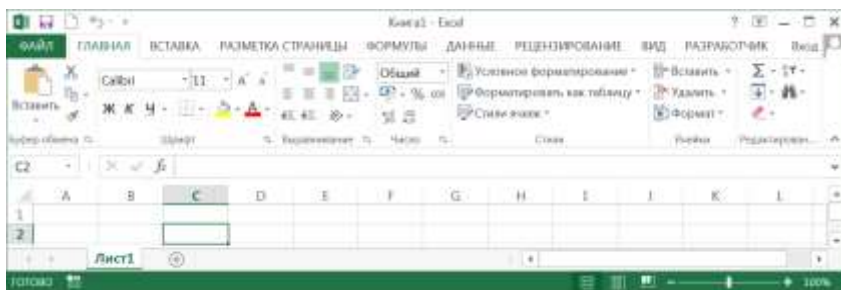 Книга1 - Excel
ФАЙЛ ГЛАВНАЯ ВСТАВКА РАЗМЕТКА СТРАНИЦЫ ФОРМУЛЫ ДАННЫЕ РЕЦЕНЗИРОВАНИЕ ВИД РАЗРАБОТЧИК Вход
Calibri 11 Общий Условное форматирование Вставить
Вставить Форматировать как таблицу Удалить
Ж К Ч Стили ячеек Формат
Буфер обмена Шрифт Выравнивание Число Стили Ячейки Редактирован...
C2 fx
A B C D E F G H I J K L
1
2
Лист1
ГОТОВО 100%